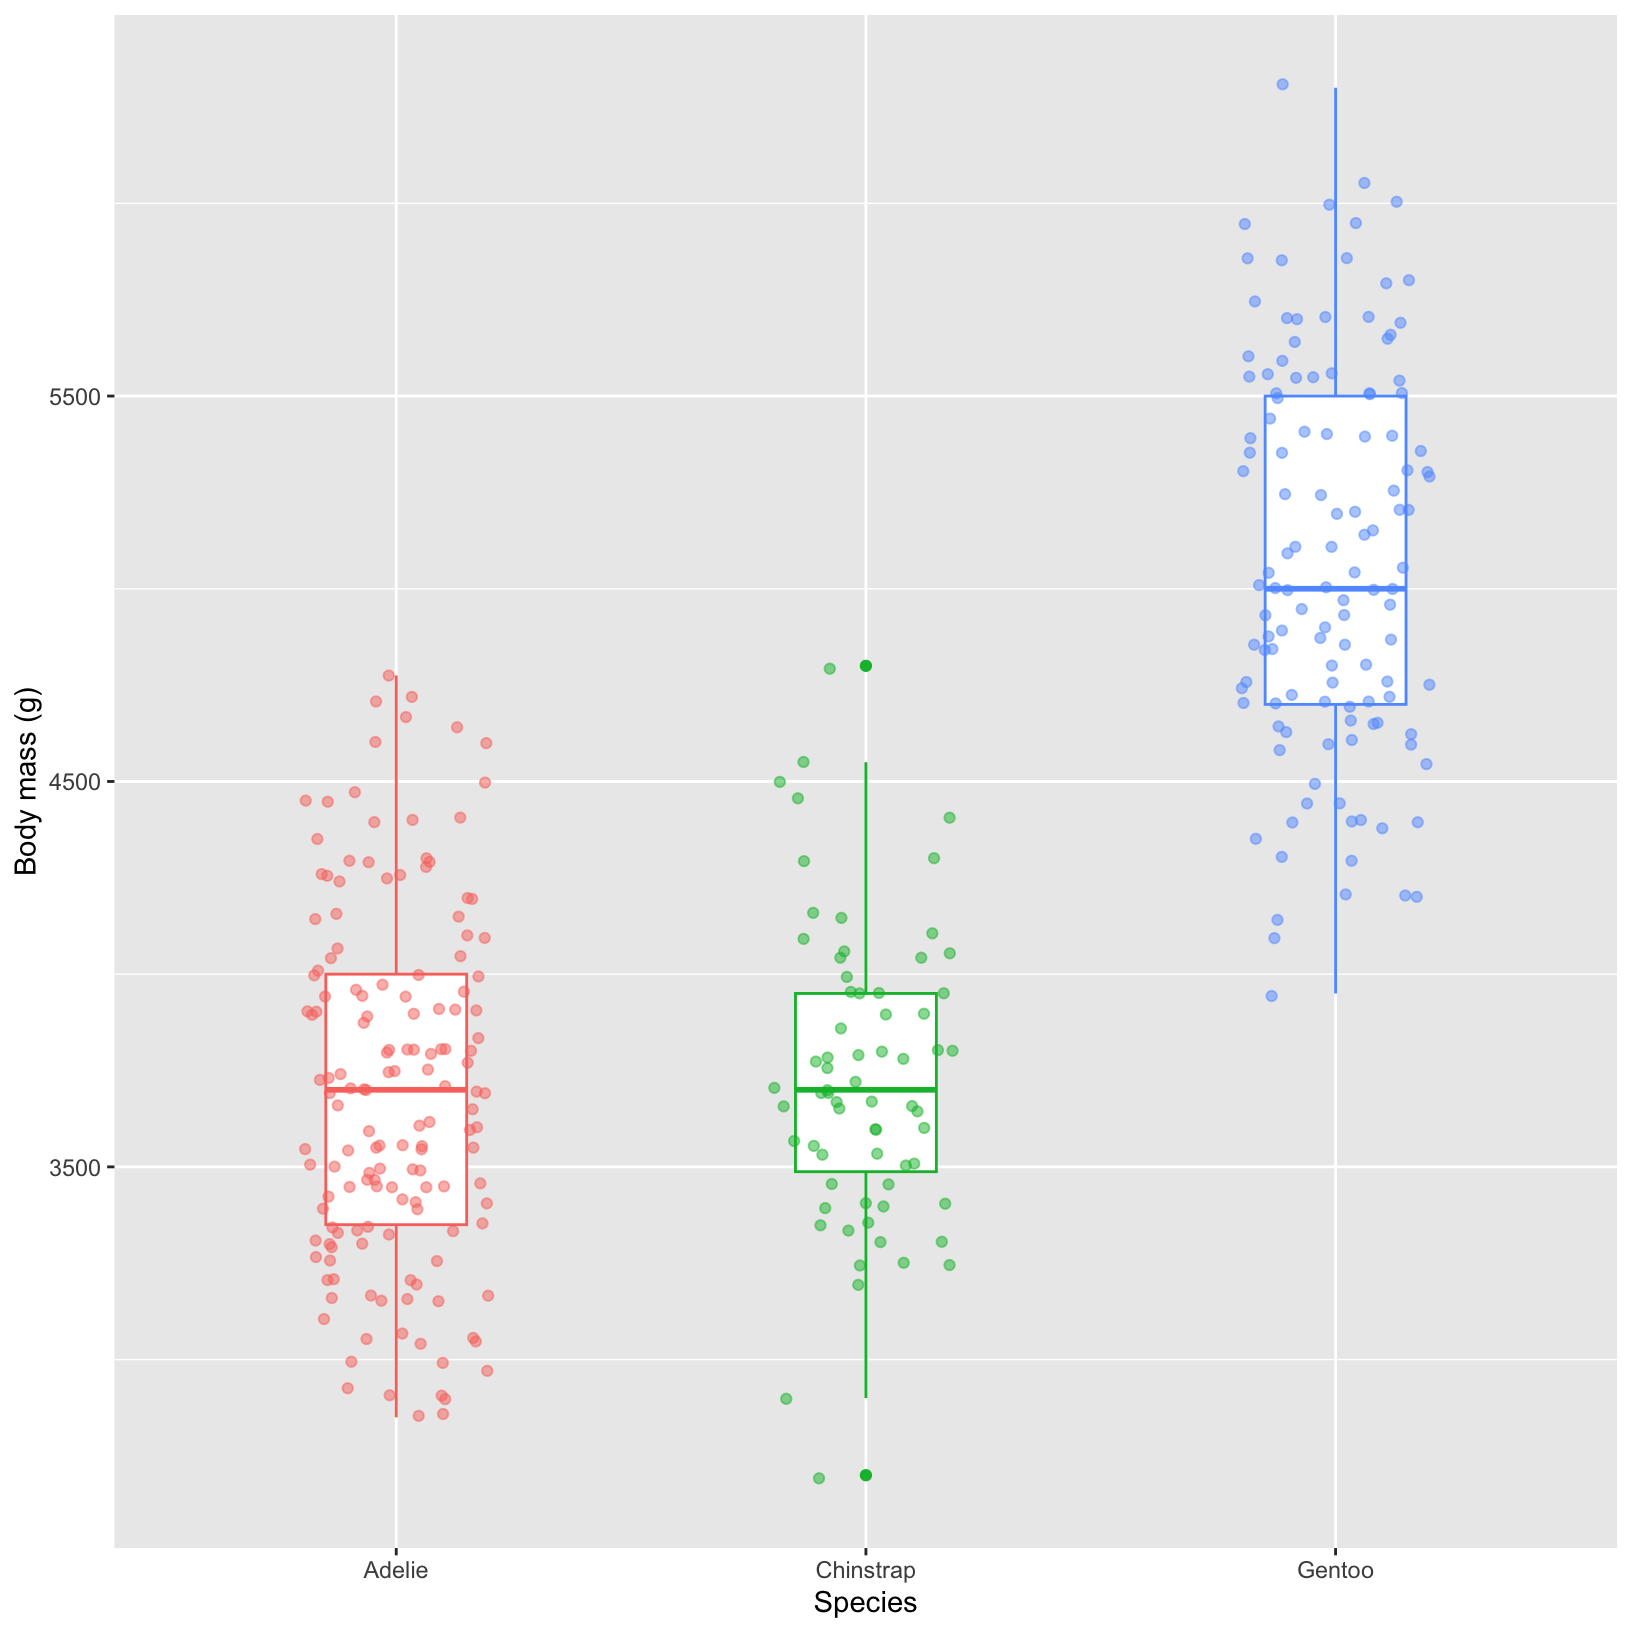 Body mass (g)
5500
4500
3500
Adelie
Chinstrap
Gentoo
Species